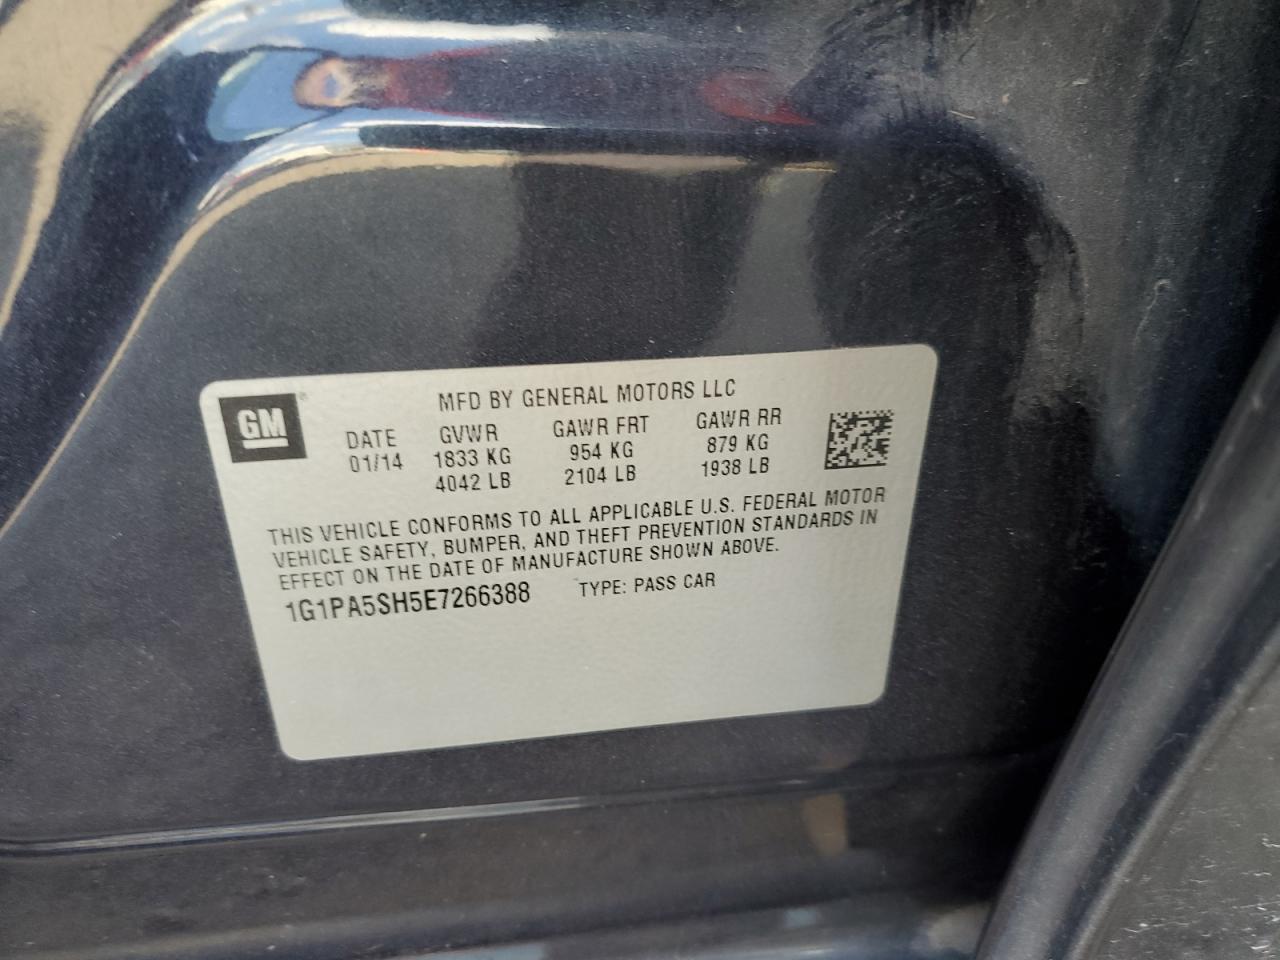 GM
MFD BY GENERAL MOTORS LLC
DATE GVWR GAWR FRT GAWR RR
01/14 1833 KG 954 KG 879 KG
4042 LB 2104 LB 1938 LB
THIS VEHICLE CONFORMS TO ALL APPLICABLE U.S. FEDERAL MOTOR
VEHICLE SAFETY, BUMPER, AND THEFT PREVENTION STANDARDS IN
EFFECT ON THE DATE OF MANUFACTURE SHOWN ABOVE.
1G1PA5SH5E7266388 TYPE: PASS CAR